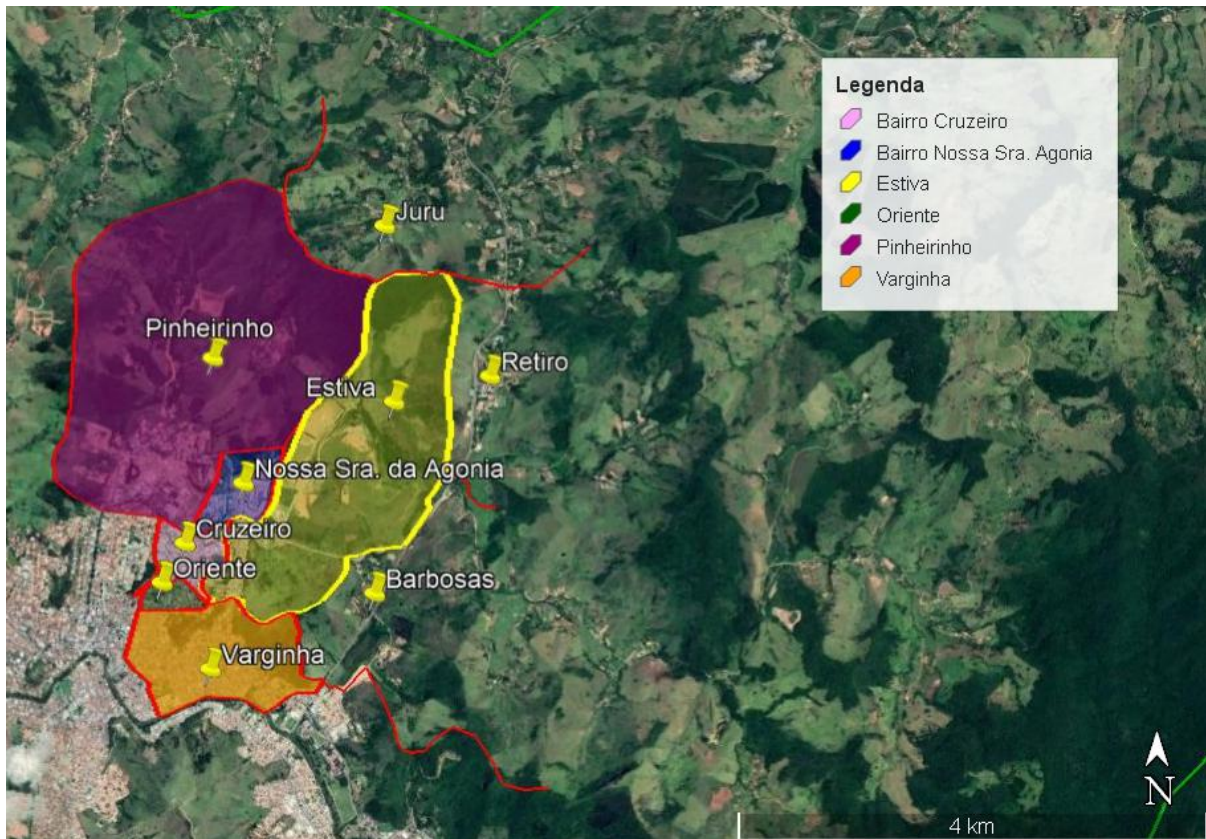 Legenda
Bairro Cruzeiro
Bairro Nossa Sra. Agonia
Estiva
Oriente
Pinheirinho
Varginha
Juru
Pinheirinho
Retiro
Estiva
Nossa Sra. da Agonia
Cruzeiro
Oriente
Barbosas
Varginha
N
4 km